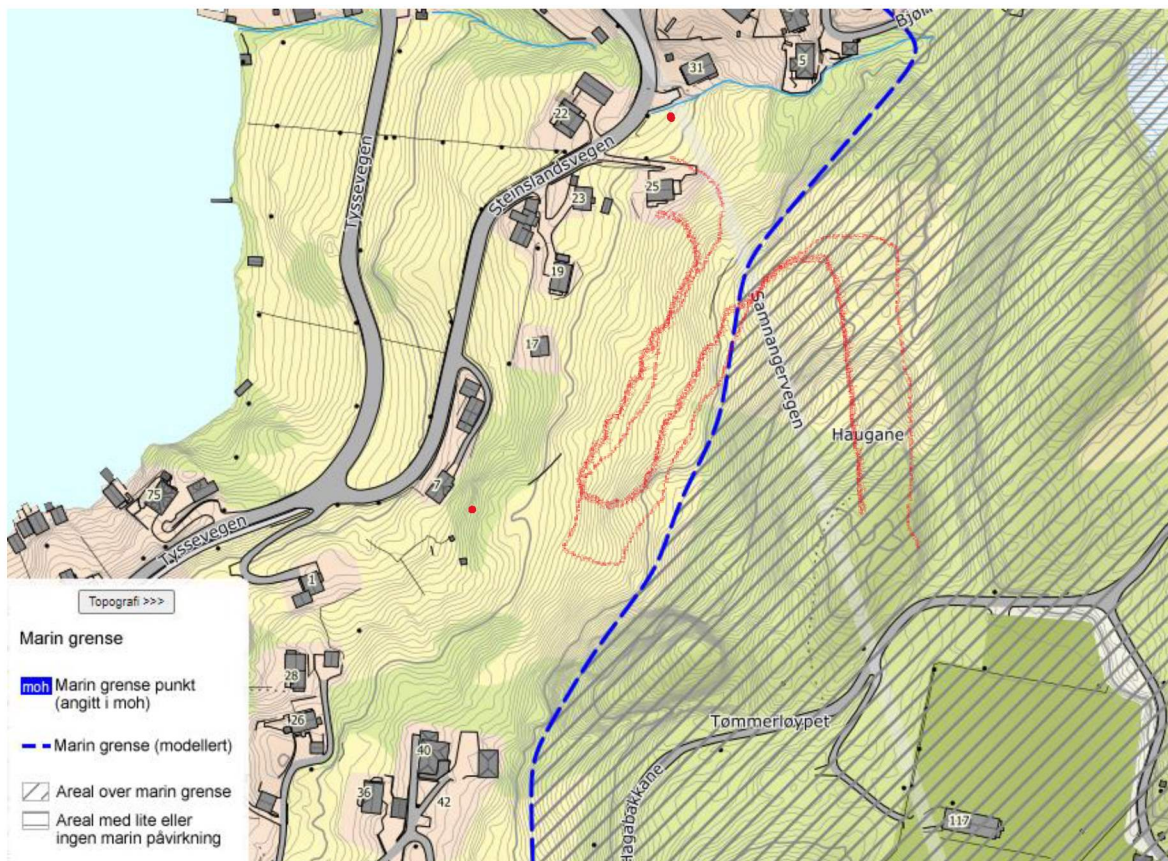 Bjø
31
5
22
Tyssevegen
Steinslandsvegen
25
23
19
Samnangervegen
17
Haugane
7
75
Tyssevegen
1
Topografi >>>
Marin grense
moh Marin grense punkt
(angitt i moh)
Marin grense (modellert)
Areal over marin grense
Areal med lite eller
ingen marin påvirkning
28
26
40
36
42
Tømmerløypet
Hagabakkane
117